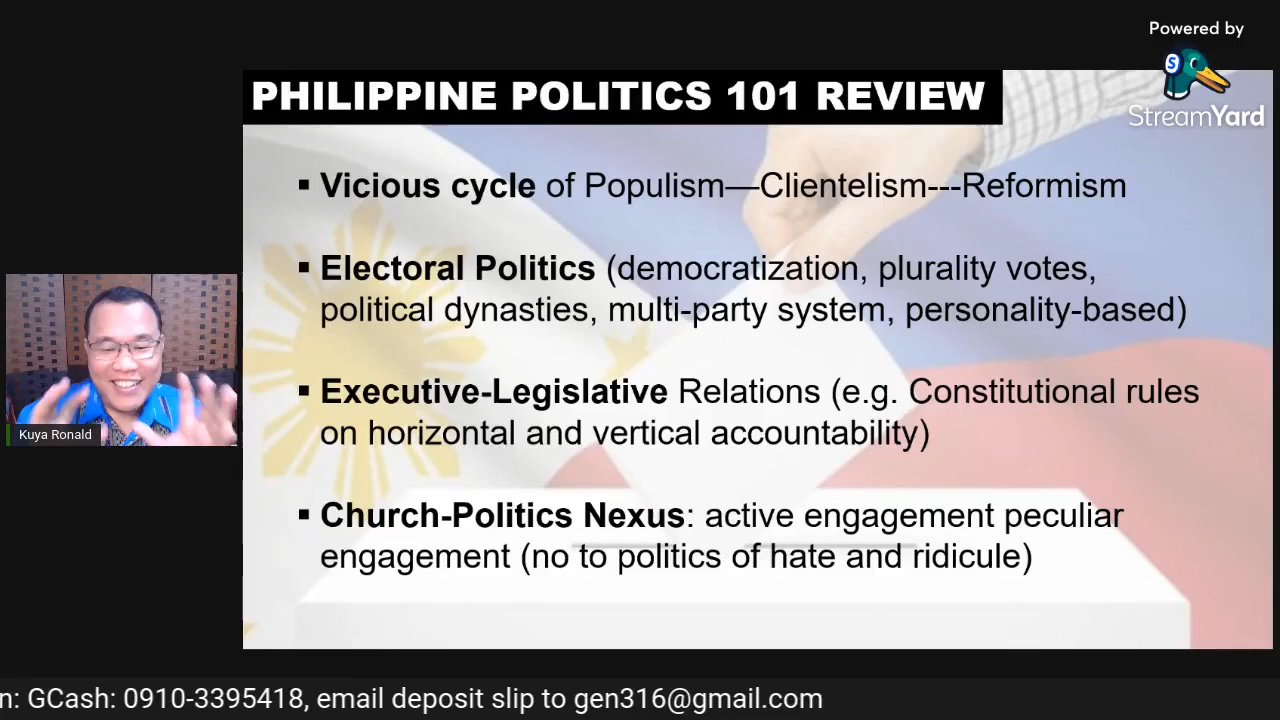 Powered by
StreamYard
PHILIPPINE POLITICS 101 REVIEW
▪ Vicious cycle of Populism—Clientelism---Reformism
▪ Electoral Politics (democratization, plurality votes,
political dynasties, multi-party system, personality-based)
▪ Executive-Legislative Relations (e.g. Constitutional rules
on horizontal and vertical accountability)
▪ Church-Politics Nexus: active engagement peculiar
engagement (no to politics of hate and ridicule)
Kuya Ronald
n: GCash: 0910-3395418, email deposit slip to gen316@gmail.com